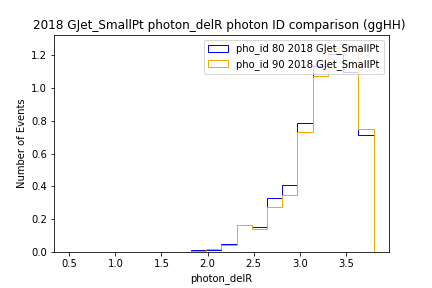 2018 GJet_SmallPt photon_delR photon ID comparison (ggHH)
pho_id 80 2018 GJet_SmallPt
pho_id 90 2018 GJet_SmallPt
Number of Events
1.2
1.0
0.8
0.6
0.4
0.2
0.0
0.5 1.0 1.5 2.0 2.5 3.0 3.5
photon_delR